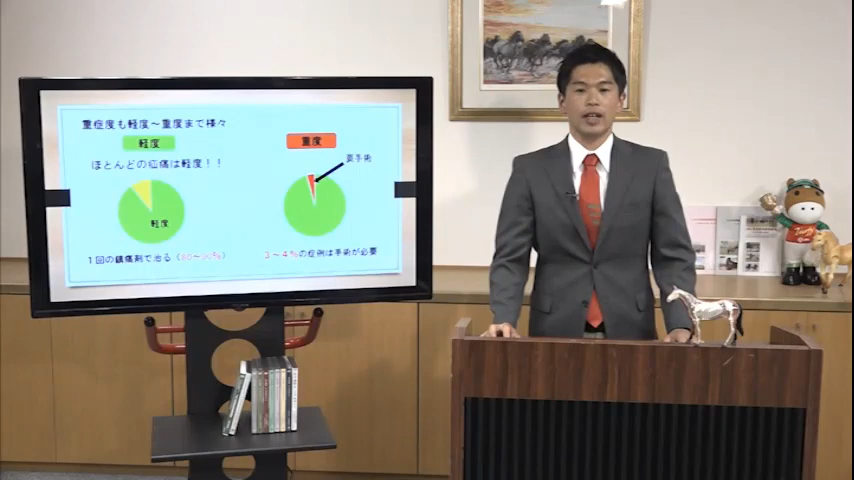 重症度も軽度～重度まで様々
軽度
ほとんどの疝痛は軽度！！
軽度
1回の鎮痛剤で治る（80～90%）
重度
要手術
3～4%の症例は手術が必要